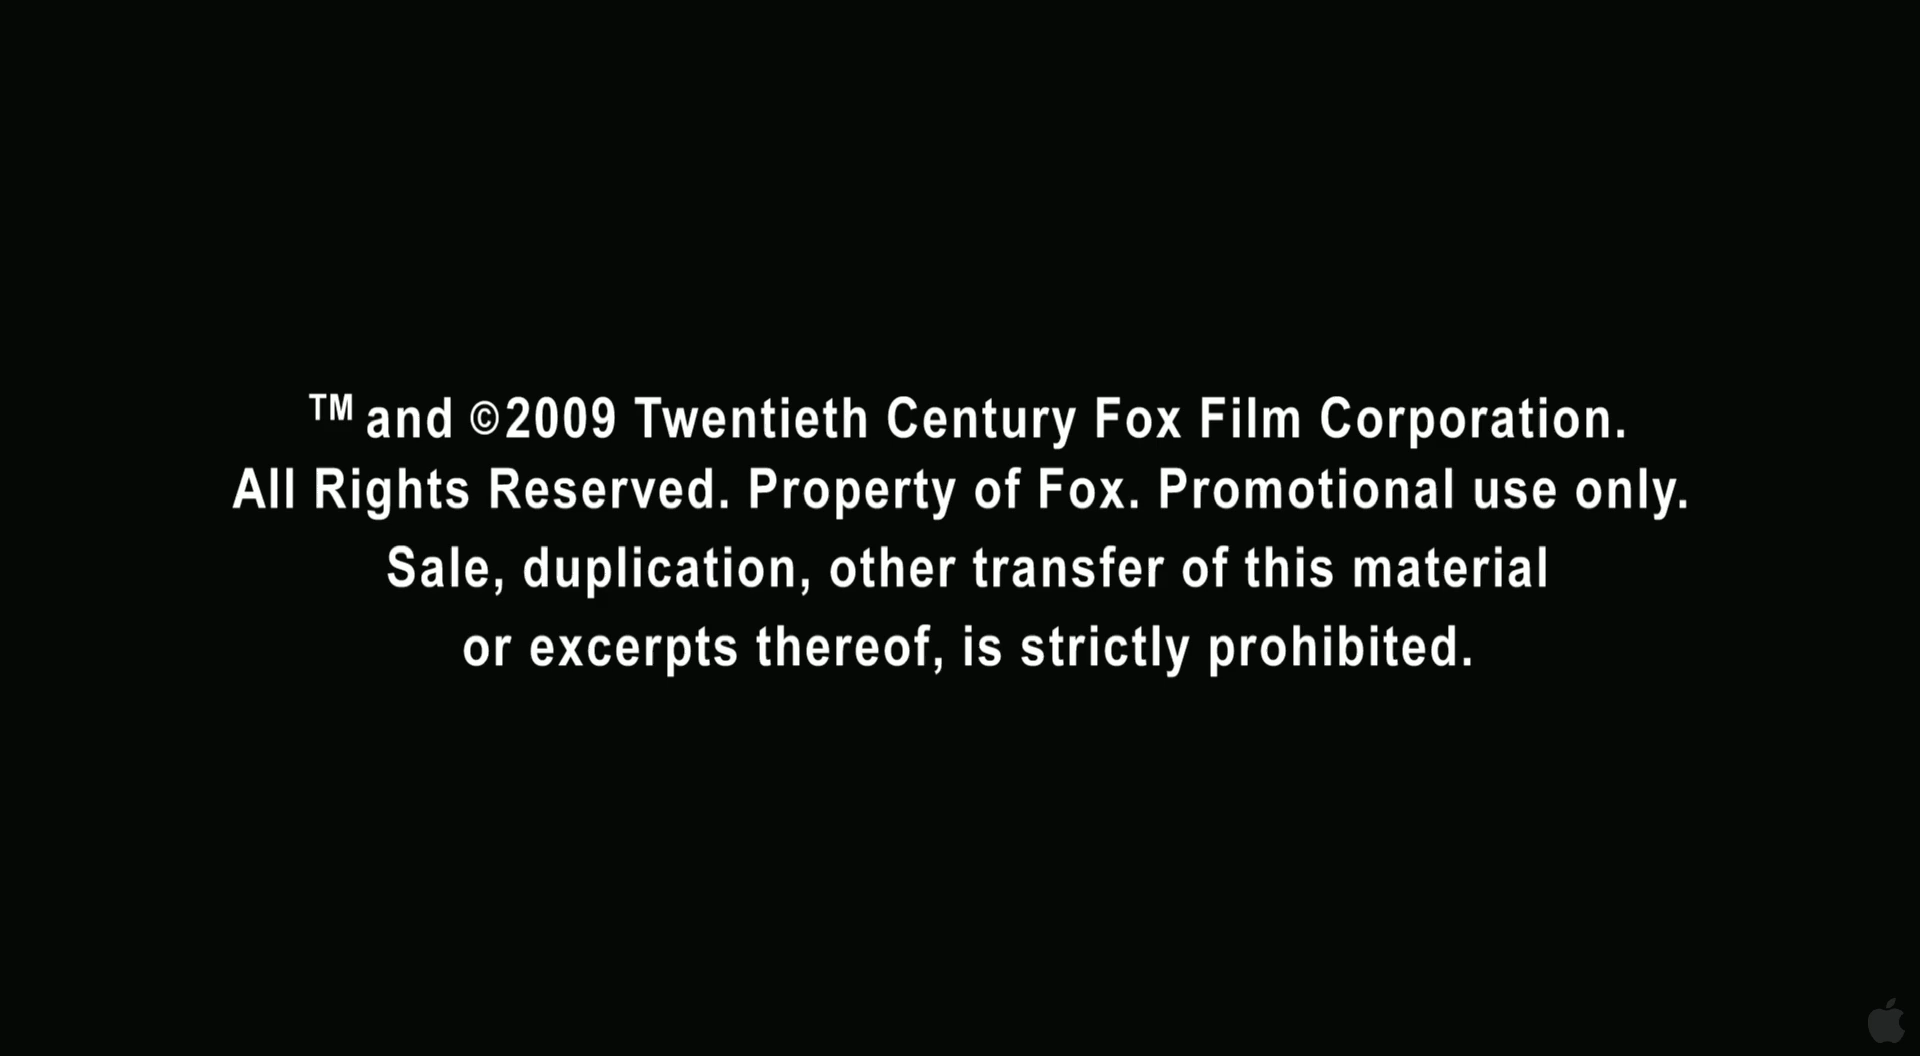 ™ and ©2009 Twentieth Century Fox Film Corporation.
All Rights Reserved. Property of Fox. Promotional use only.
Sale, duplication, other transfer of this material
or excerpts thereof, is strictly prohibited.